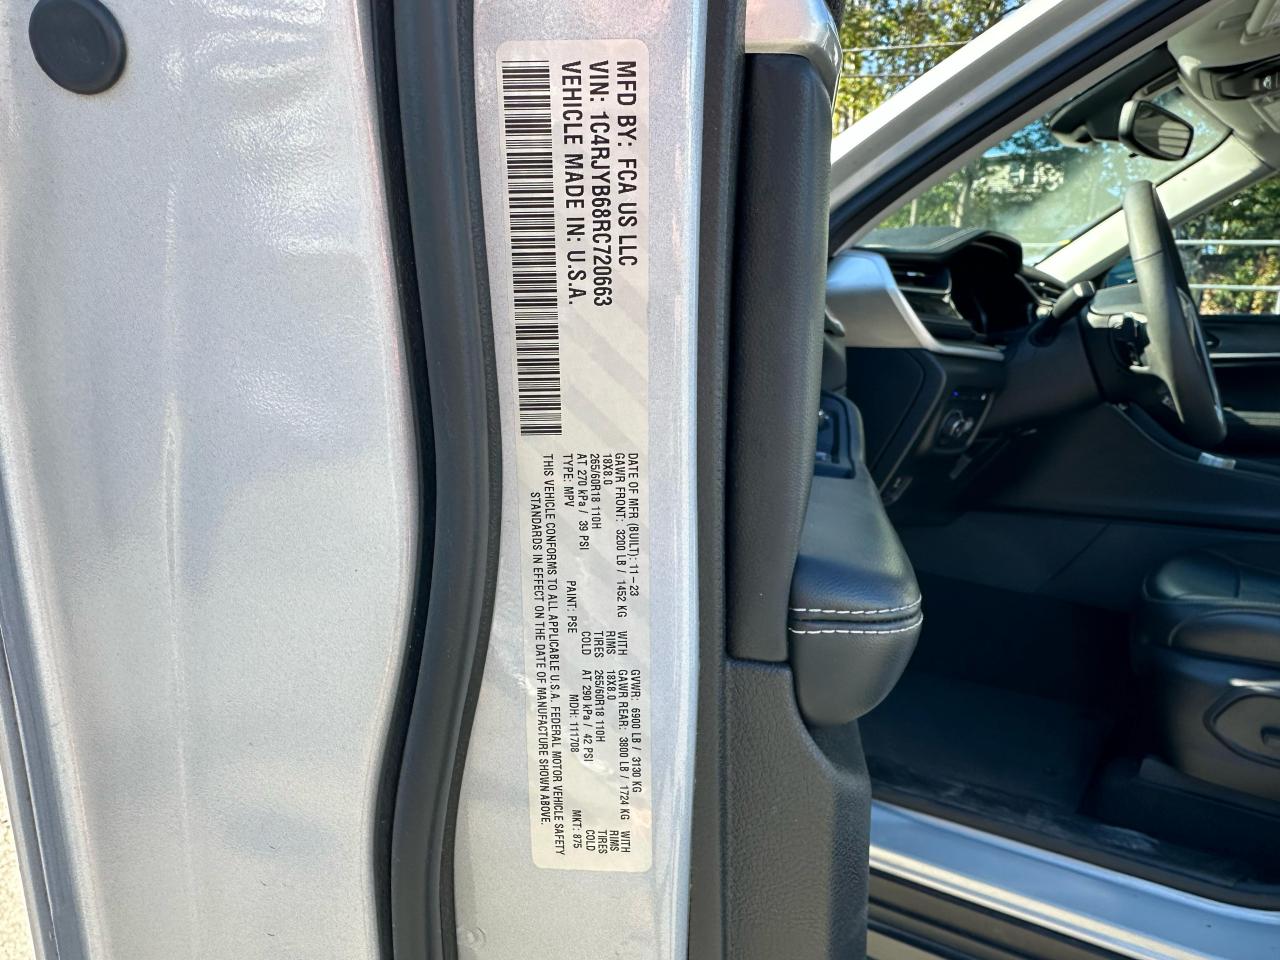 MFD BY: FCA US LLC
VIN: 1C4RJYB68RC720663
VEHICLE MADE IN: U.S.A.
DATE OF MFR (BUILT): 11-23 GVWR: 6900 LB / 3130 KG
GAWR FRONT: 3200 LB / 1452 KG WITH GAWR REAR: 3800 LB / 1724 KG WITH
18X8.0 RIMS 18X8.0 RIMS
265/60R18 110H TIRES 265/60R18 110H TIRES
AT 270 kPa / 39 PSI COLD AT 290 kPa / 42 PSI COLD
TYPE: MPV PAINT: PSE MDH: 111708 MKT: 875
THIS VEHICLE CONFORMS TO ALL APPLICABLE U.S.A. FEDERAL MOTOR VEHICLE SAFETY
STANDARDS IN EFFECT ON THE DATE OF MANUFACTURE SHOWN ABOVE.